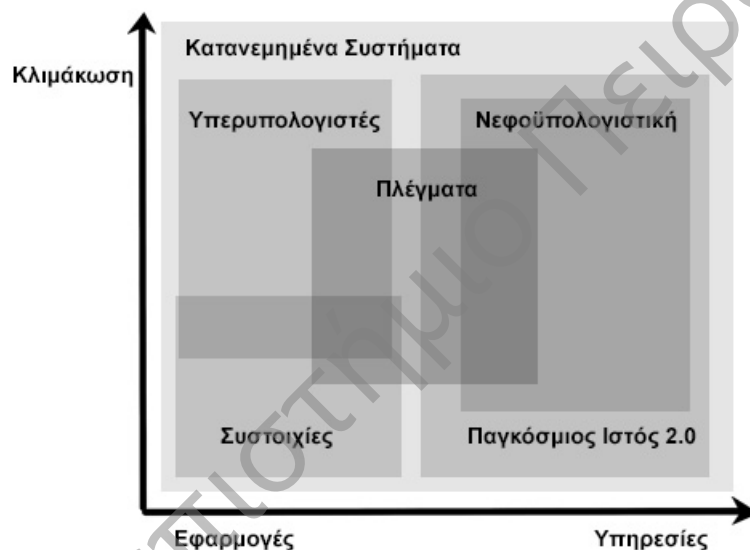 Κατανεμημένα Συστήματα
Κλιμάκωση
Υπερυπολογιστές
Νεφοϋπολογιστική
Πλέγματα
Συστοιχίες
Παγκόσμιος Ιστός 2.0
Εφαρμογές
Υπηρεσίες